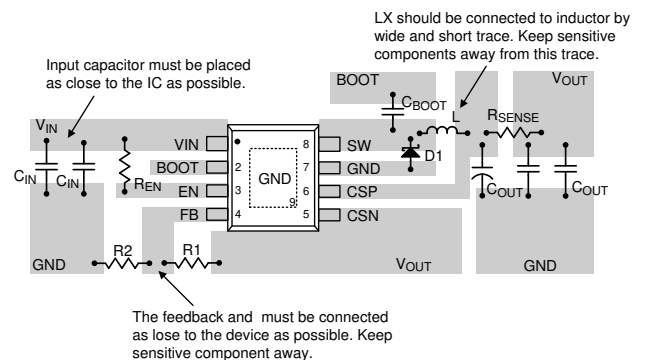 LX should be connected to inductor by
wide and short trace. Keep sensitive
components away from this trace.
Input capacitor must be placed
as close to the IC as possible.
BOOT
VOUT
CBOOT
L
RSENSE
VIN
VIN
8
SW
D1
BOOT
2
7
GND
CIN
CIN
REN
GND
EN
3
6
CSP
COUT
COUT
9
FB
4
5
CSN
R2
R1
GND
VOUT
GND
The feedback and  must be connected
as lose to the device as possible. Keep
sensitive component away.